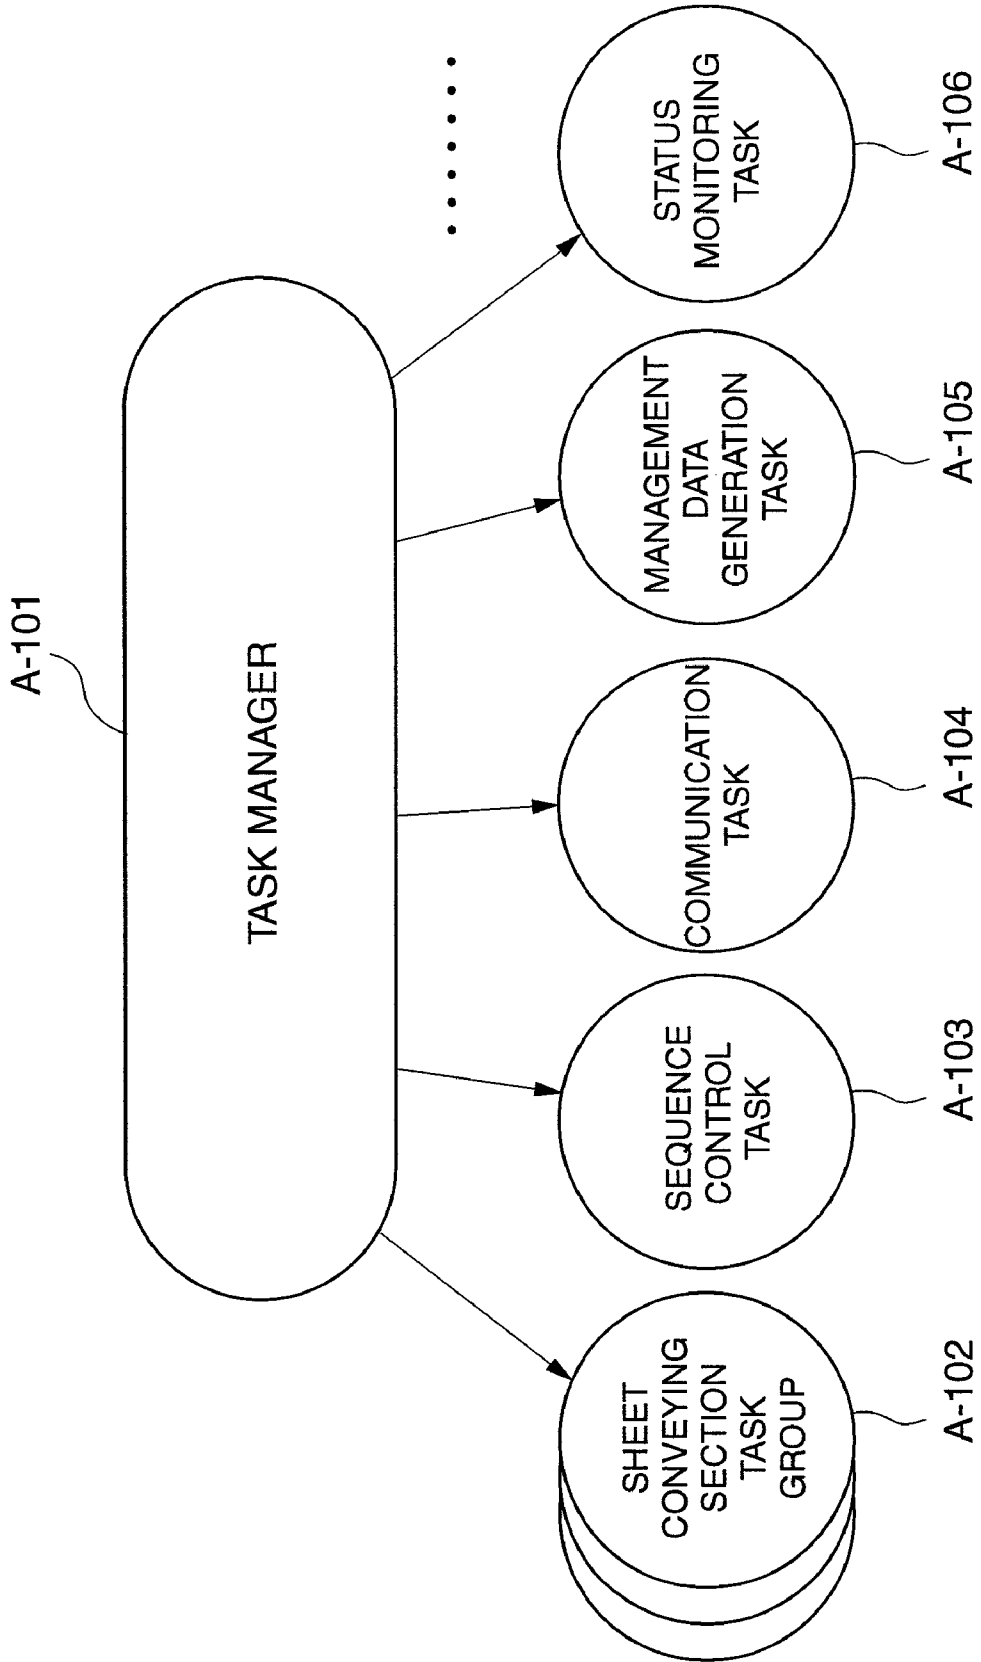 A-101
TASK MANAGER
SHEET
CONVEYING
SECTION
TASK
GROUP
SEQUENCE
CONTROL
TASK
COMMUNICATION
TASK
MANAGEMENT
DATA
GENERATION
TASK
STATUS
MONITORING
TASK
A-102
A-103
A-104
A-105
A-106